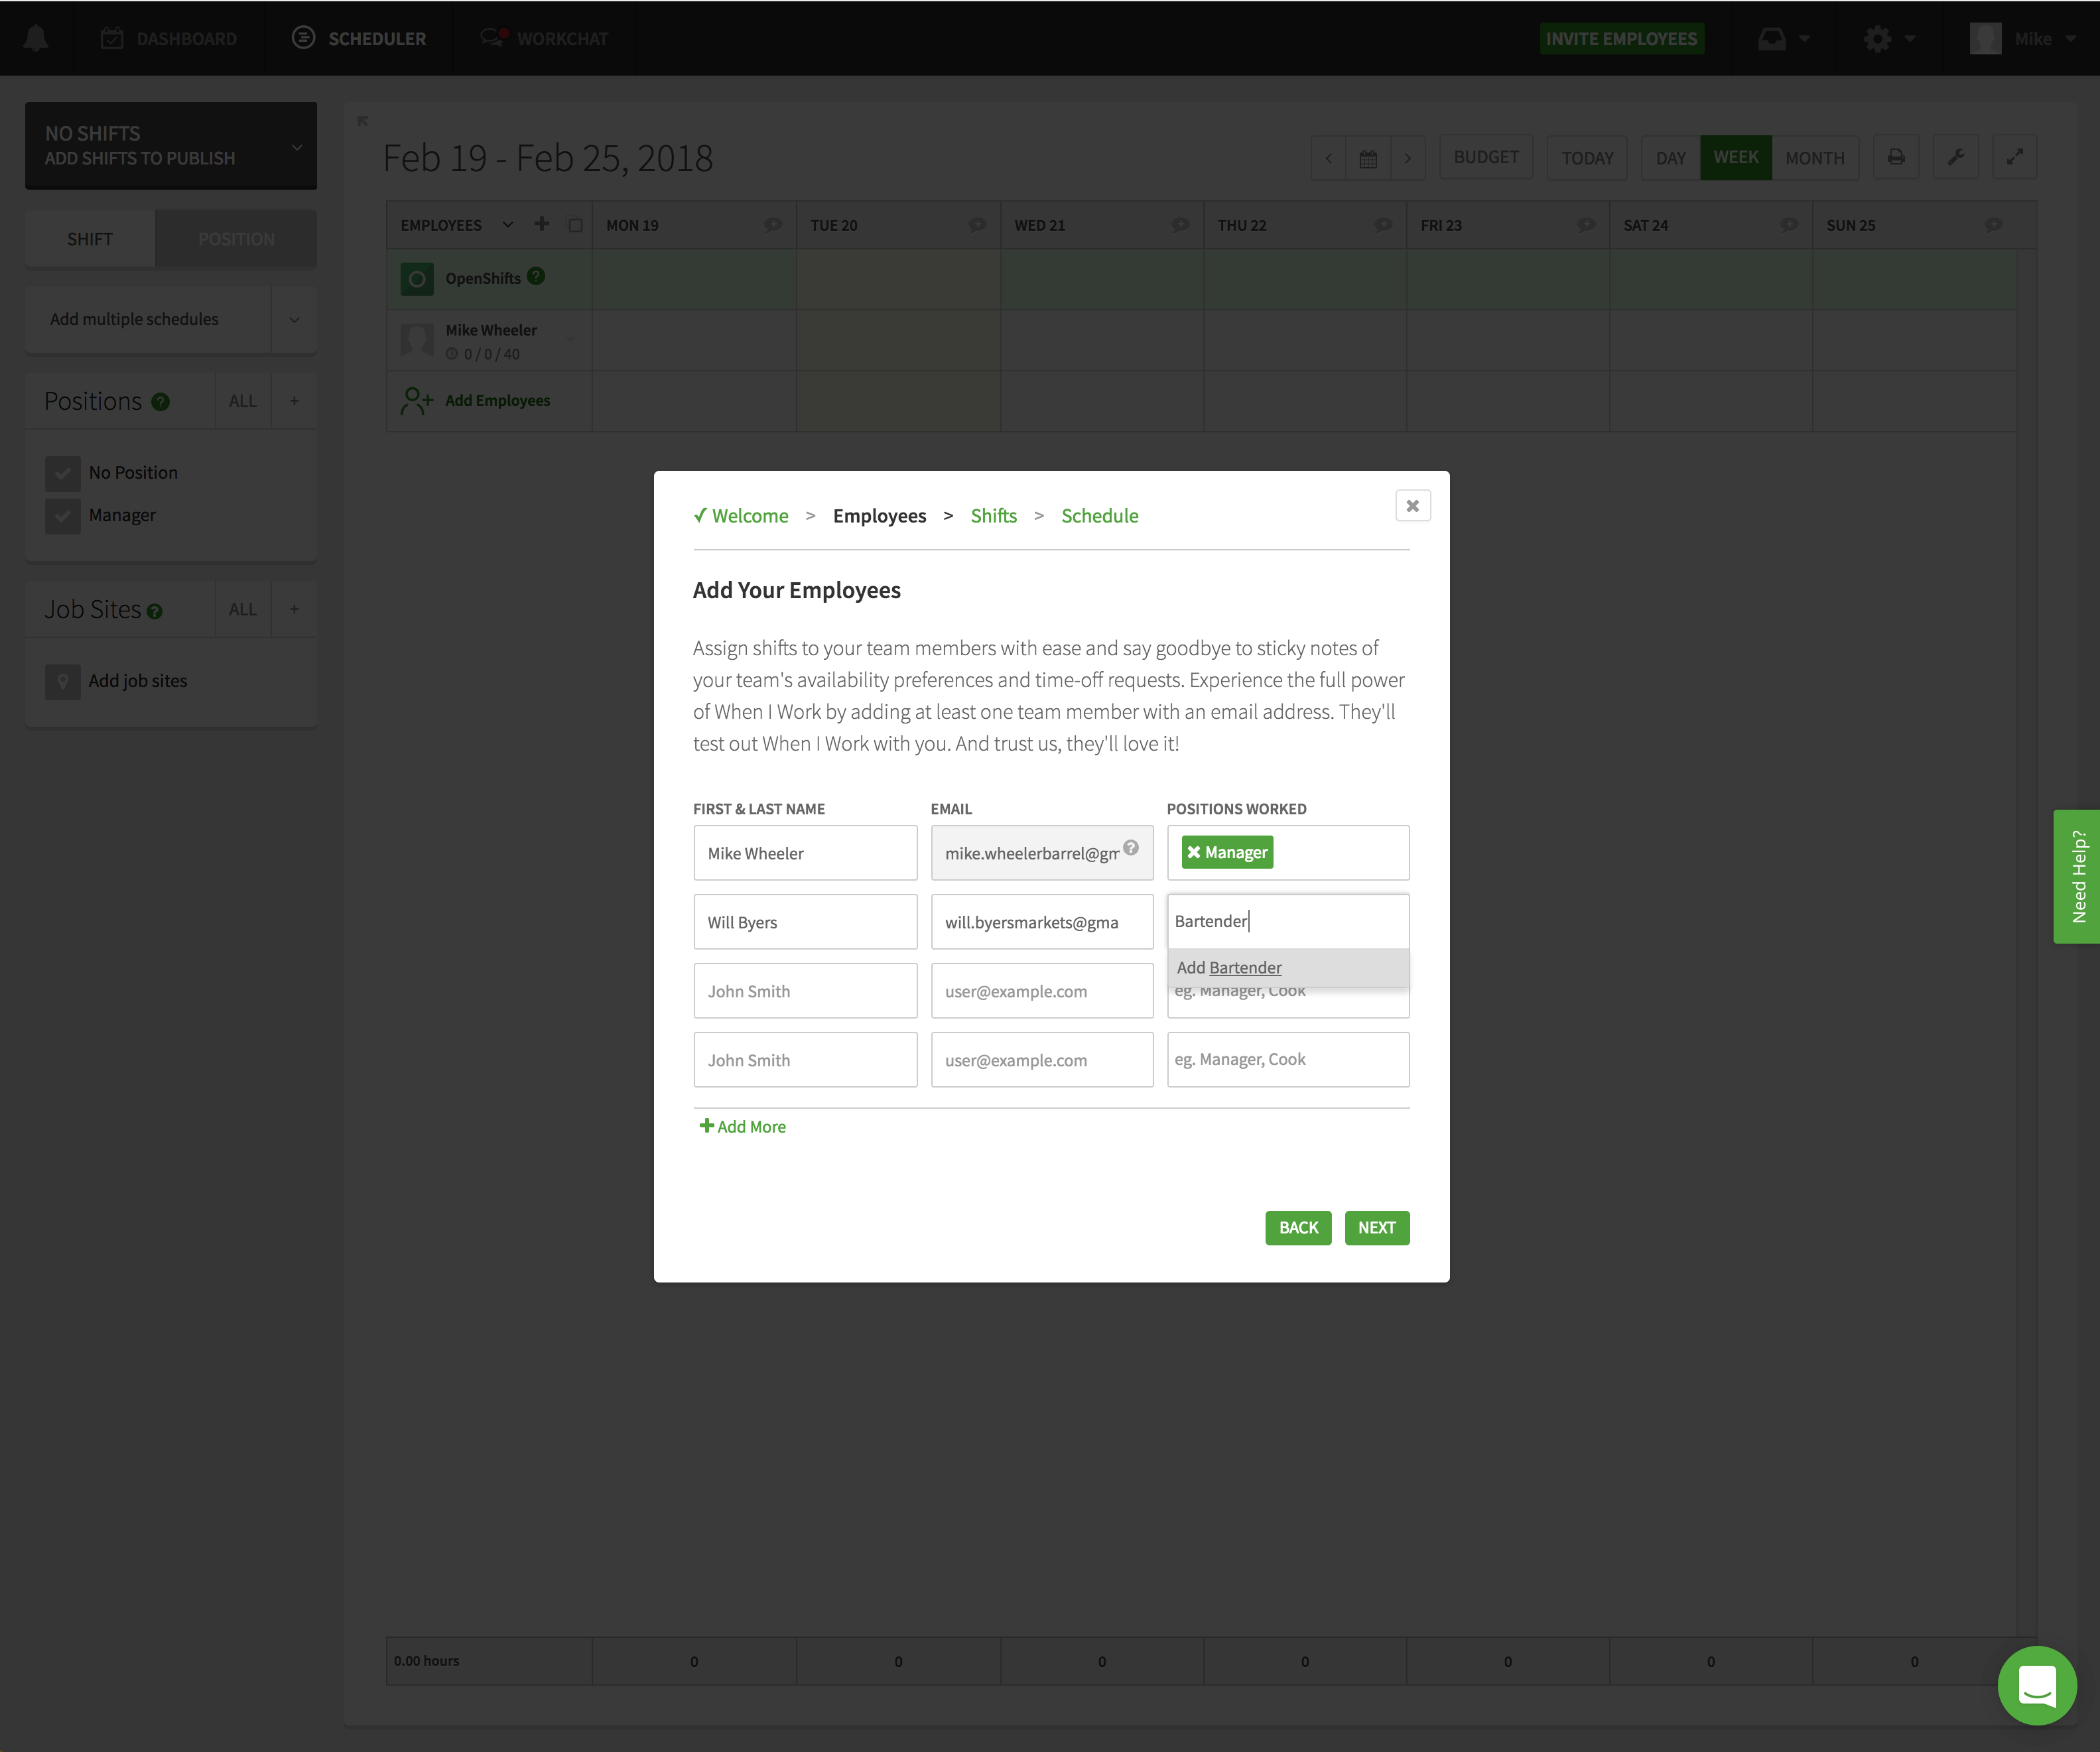 DASHBOARD
SCHEDULER
WORKCHAT
INVITE EMPLOYEES
Mike
NO SHIFTS
ADD SHIFTS TO PUBLISH
SHIFT
POSITION
Add multiple schedules
Positions ?
ALL
+
No Position
Manager
Job Sites ?
ALL
+
Add job sites
Feb 19 - Feb 25, 2018
BUDGET
TODAY
DAY
WEEK
MONTH
EMPLOYEES
MON 19
TUE 20
WED 21
THU 22
FRI 23
SAT 24
SUN 25
OpenShifts ?
Mike Wheeler
0 / 0 / 40
Add Employees
✓ Welcome > Employees > Shifts > Schedule
Add Your Employees
Assign shifts to your team members with ease and say goodbye to sticky notes of
your team's availability preferences and time-off requests. Experience the full power
of When I Work by adding at least one team member with an email address. They'll
test out When I Work with you. And trust us, they'll love it!
FIRST & LAST NAME
EMAIL
POSITIONS WORKED
Mike Wheeler
mike.wheelerbarrel@gm
?
Manager
Will Byers
will.byersmarkets@gma
Bartender
Add Bartender
John Smith
user@example.com
eg. Manager, Cook
John Smith
user@example.com
eg. Manager, Cook
Add More
BACK
NEXT
Need Help?
0.00 hours
0
0
0
0
0
0
0